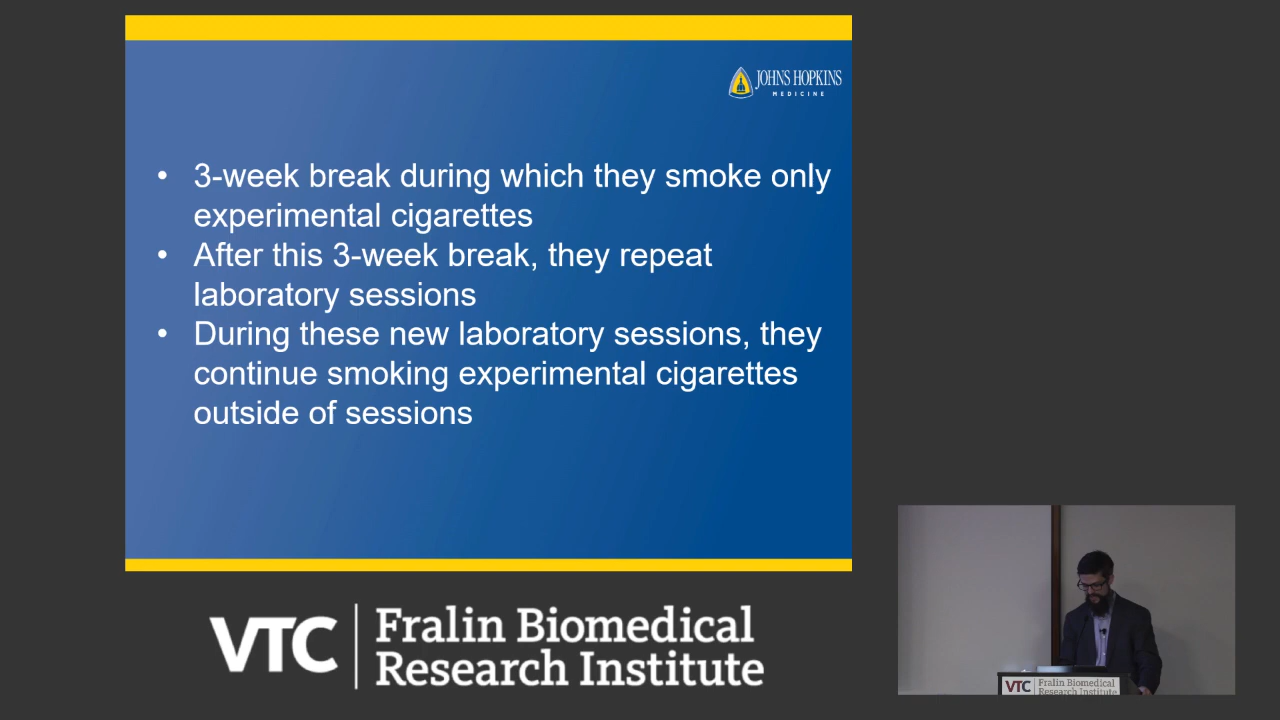 JOHNS HOPKINS
MEDICINE
• 3-week break during which they smoke only
experimental cigarettes
• After this 3-week break, they repeat
laboratory sessions
• During these new laboratory sessions, they
continue smoking experimental cigarettes
outside of sessions
VTC Fralin Biomedical
Research Institute
VTC Fralin Biomedical
Research Institute